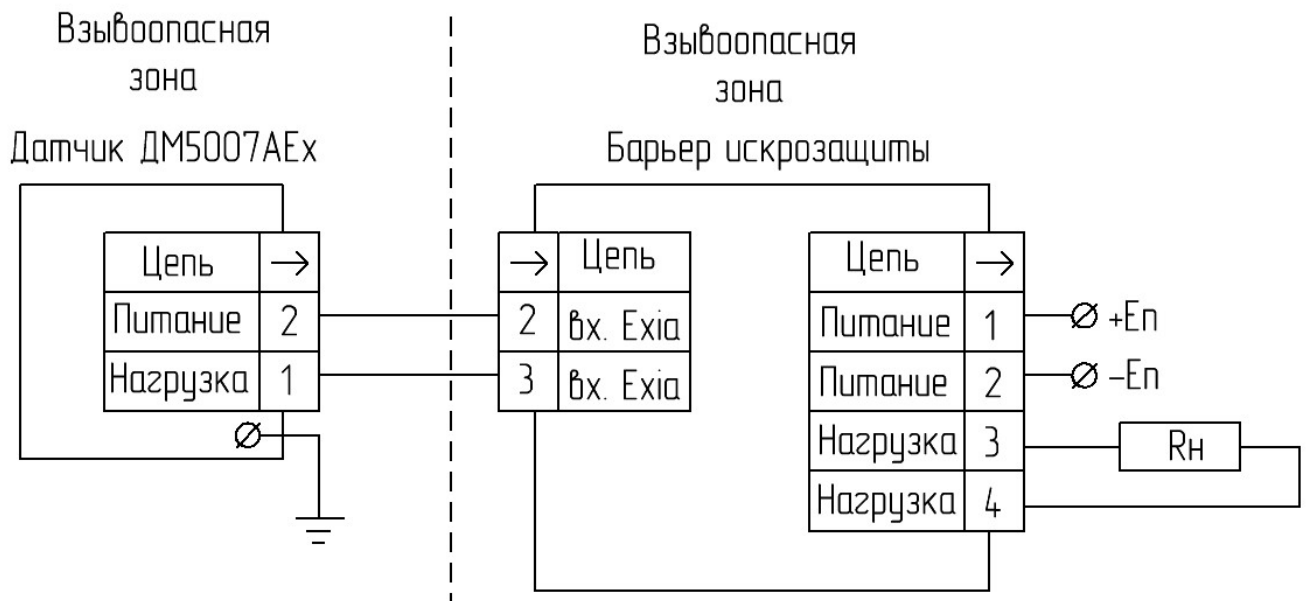 Взывоопасная
зона
Датчик ДМ5007АЕх
Цепь →
Питание 2
Нагрузка 1
Взывоопасная
зона
Барьер искрозащиты
→ Цепь
2 вх. Exia
3 вх. Exia
Цепь →
Питание 1
Питание 2
Нагрузка 3
Нагрузка 4
+Еп
–Еп
Rн